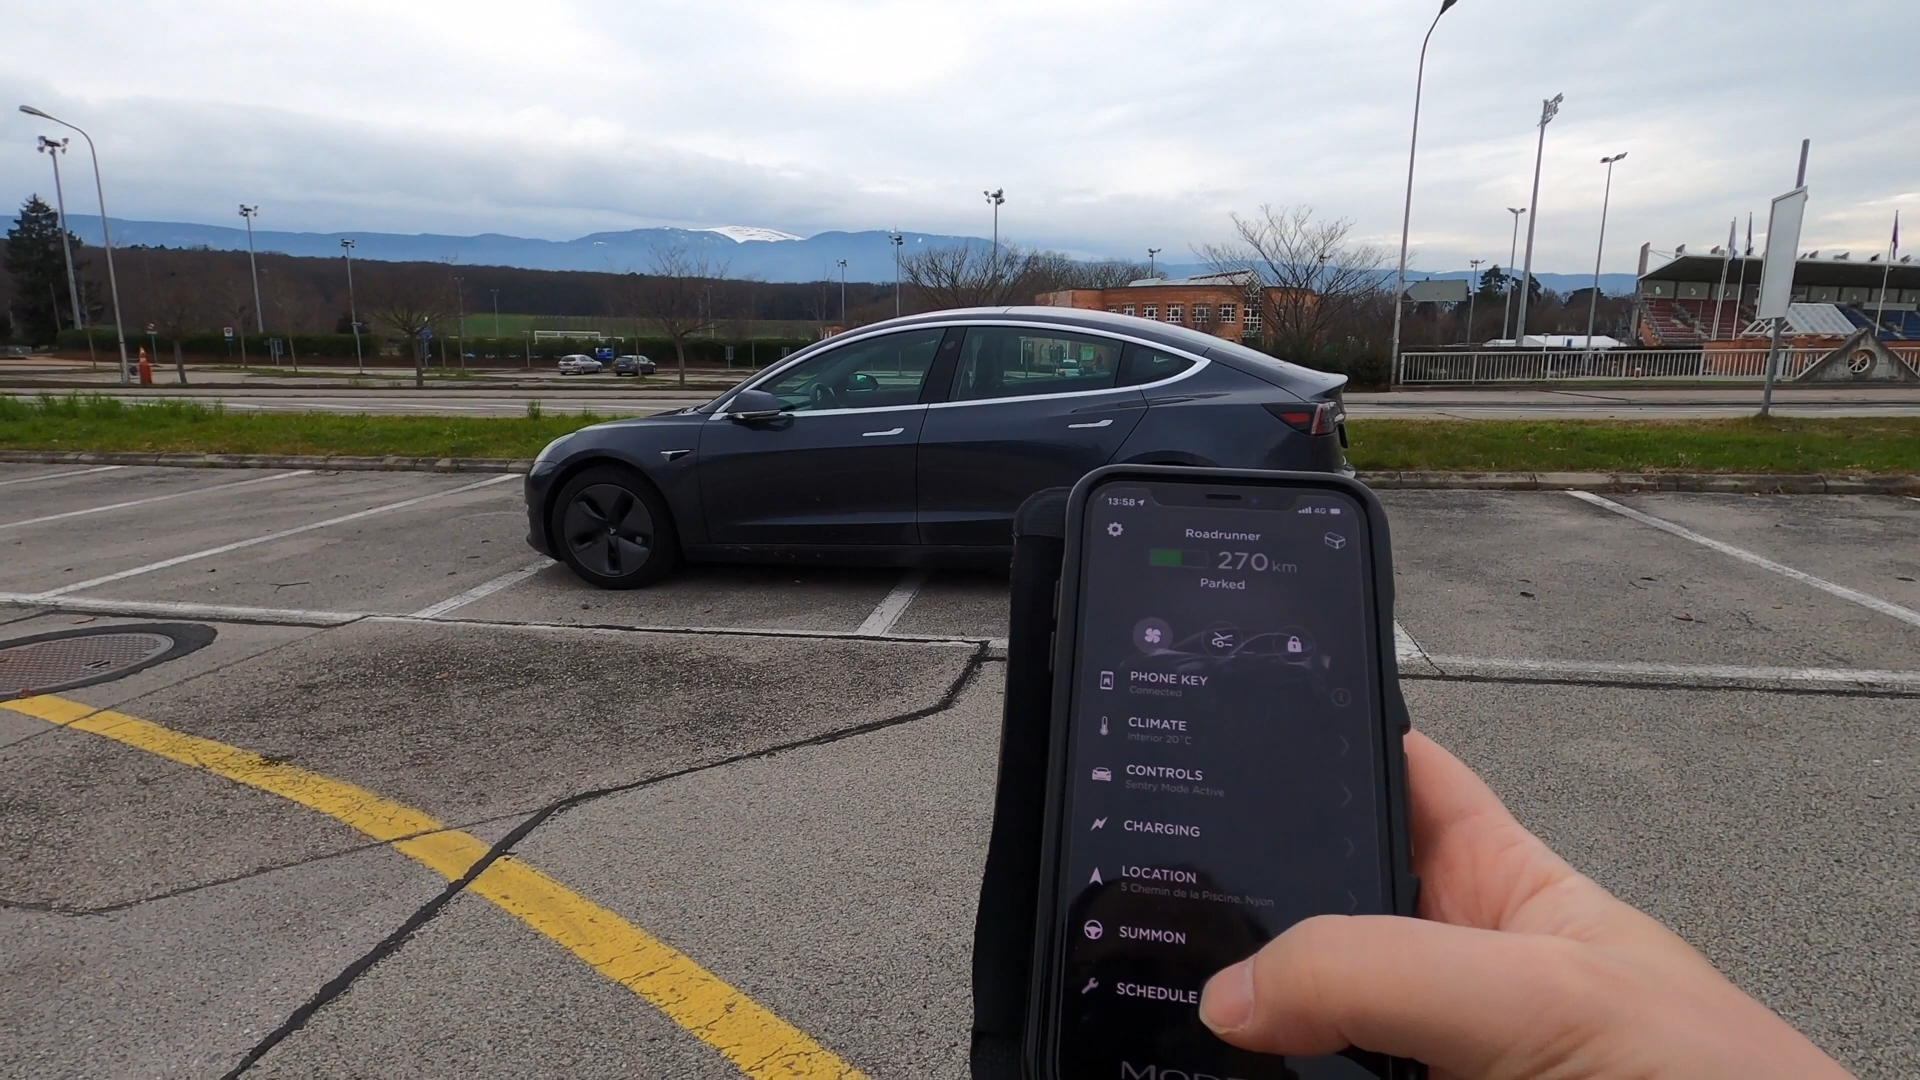 13:58
4G
Roadrunner
270 km
Parked
PHONE KEY
Connected
CLIMATE
Interior 20°C
CONTROLS
Sentry Mode Active
CHARGING
LOCATION
5 Chemin de la Piscine, Nyon
SUMMON
SCHEDULE